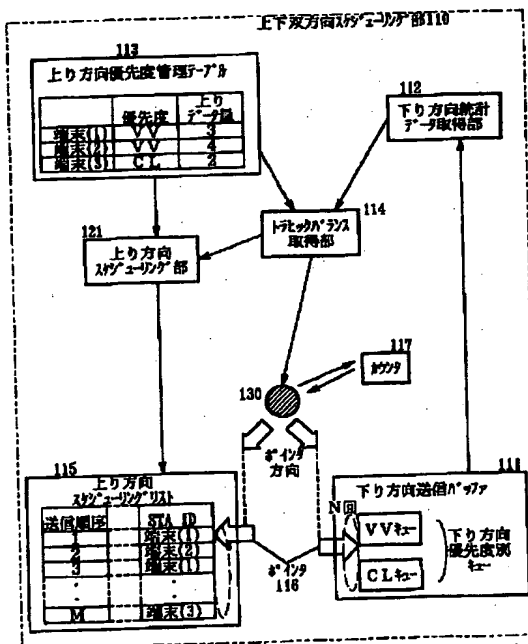 上下双方向スケジューリング部110
113
上り方向優先度管理テーブル
優先度 上りデータ量
端末(1) VV 3
端末(2) VV 4
端末(3) CL 2
112
下り方向統計
データ取得部
114
トラヒックバランス
取得部
121
上り方向
スケジューリング部
117
カウンタ
130
ポインタ
方向
115
上り方向
スケジューリングリスト
送信順序 STA ID
1 端末(1)
2 端末(2)
3 端末(1)
M 端末(3)
ポインタ
116
下り方向送信バッファ
N回
VVキュー
CLキュー
下り方向
優先度別
キュー